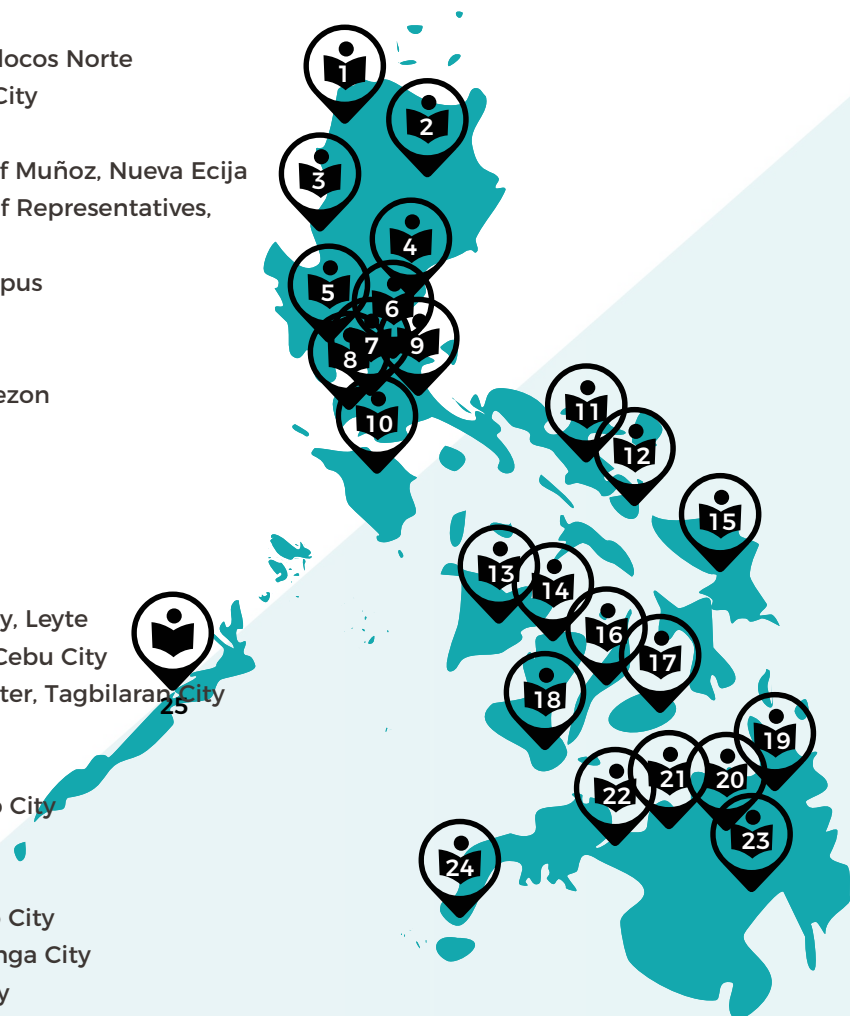 locos Norte
1
City
2
f Muñoz, Nueva Ecija
3
f Representatives,
4
pus
5
6
7
9
8
ezon
11
10
12
15
13
14
y, Leyte
16
Cebu City
17
ter, Tagbilaran City
18
25
19
21
20
22
o City
23
24
City
nga City
y